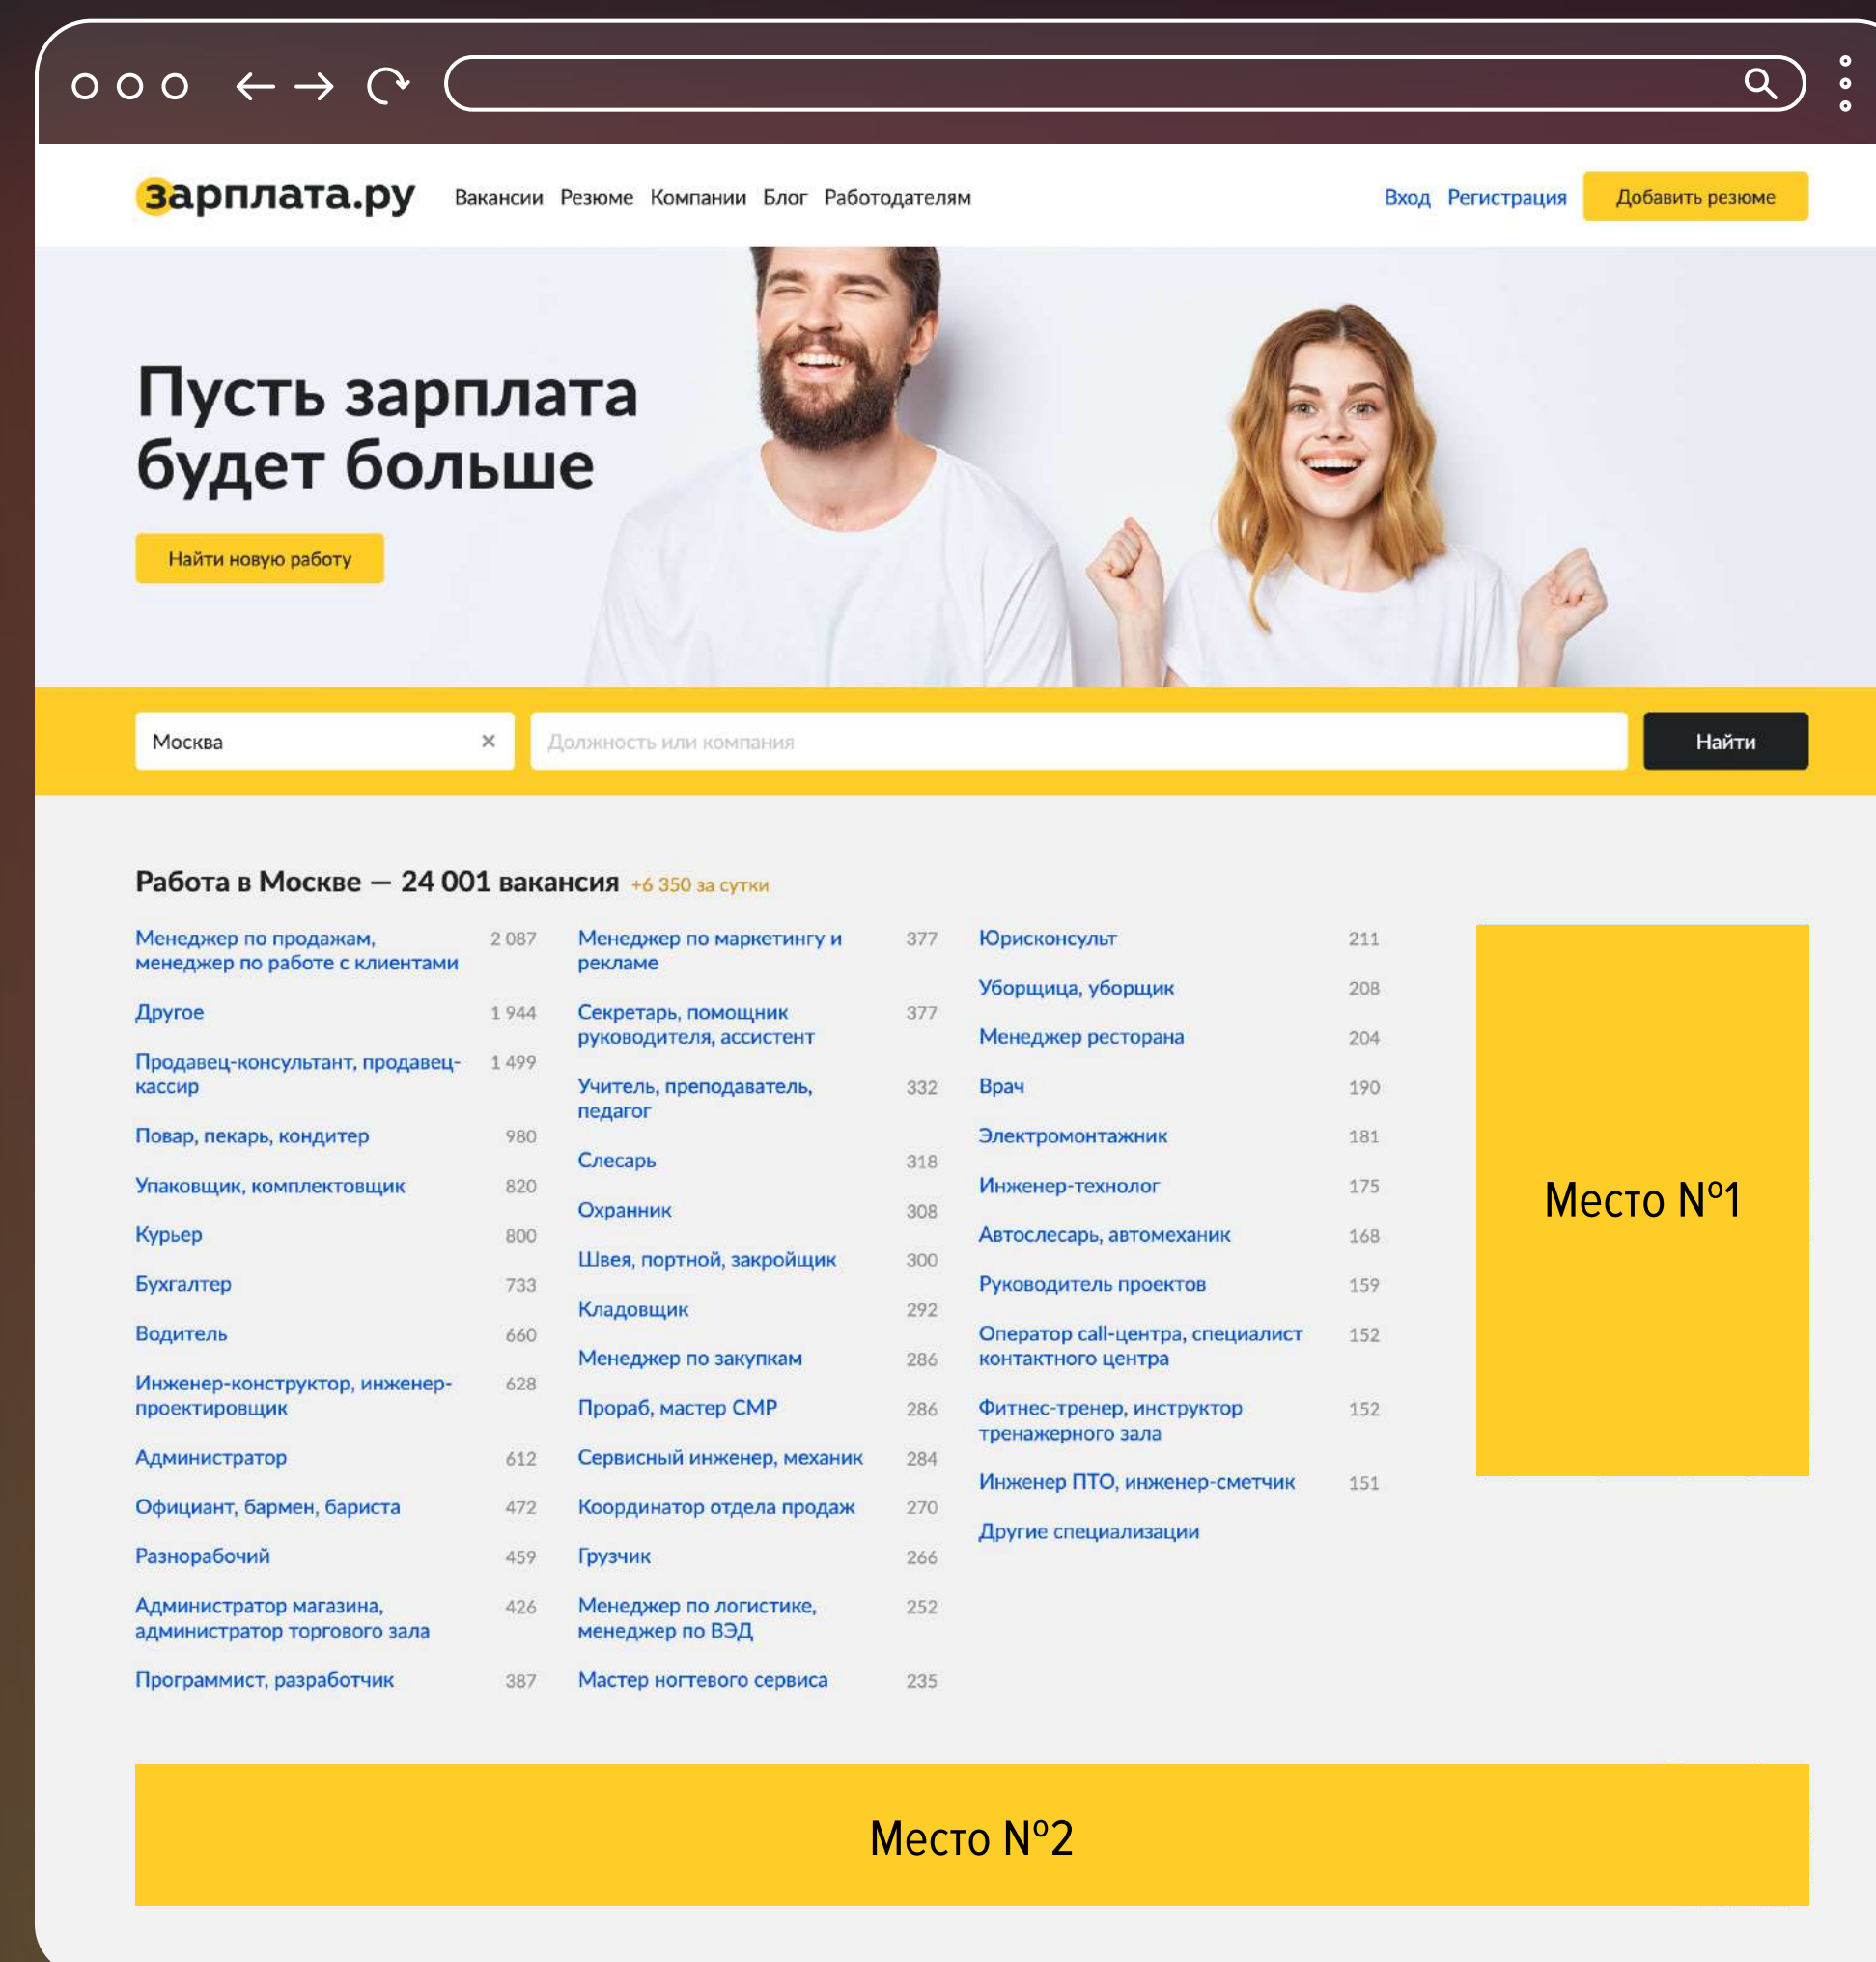 зарплата.ру Вакансии Резюме Компании Блог Работодателям Вход Регистрация Добавить резюме
Пусть зарплата
будет больше
Найти новую работу
Москва × Должность или компания Найти
Работа в Москве — 24 001 вакансия +6 350 за сутки
Менеджер по продажам, 2 087
менеджер по работе с клиентами
Другое 1 944
Продавец-консультант, продавец- 1 499
кассир
Повар, пекарь, кондитер 980
Упаковщик, комплектовщик 820
Курьер 800
Бухгалтер 733
Водитель 660
Инженер-конструктор, инженер- 628
проектировщик
Администратор 612
Официант, бармен, бариста 472
Разнорабочий 459
Администратор магазина, 426
администратор торгового зала
Программист, разработчик 387
Менеджер по маркетингу и 377
рекламе
Секретарь, помощник 377
руководителя, ассистент
Учитель, преподаватель, 332
педагог
Слесарь 318
Охранник 308
Швея, портной, закройщик 300
Кладовщик 292
Менеджер по закупкам 286
Прораб, мастер СМР 286
Сервисный инженер, механик 284
Координатор отдела продаж 270
Грузчик 266
Менеджер по логистике, 252
менеджер по ВЭД
Мастер ногтевого сервиса 235
Юрисконсульт 211
Уборщица, уборщик 208
Менеджер ресторана 204
Врач 190
Электромонтажник 181
Инженер-технолог 175
Автослесарь, автомеханик 168
Руководитель проектов 159
Оператор call-центра, специалист 152
контактного центра
Фитнес-тренер, инструктор 152
тренажерного зала
Инженер ПТО, инженер-сметчик 151
Другие специализации
Место №1
Место №2